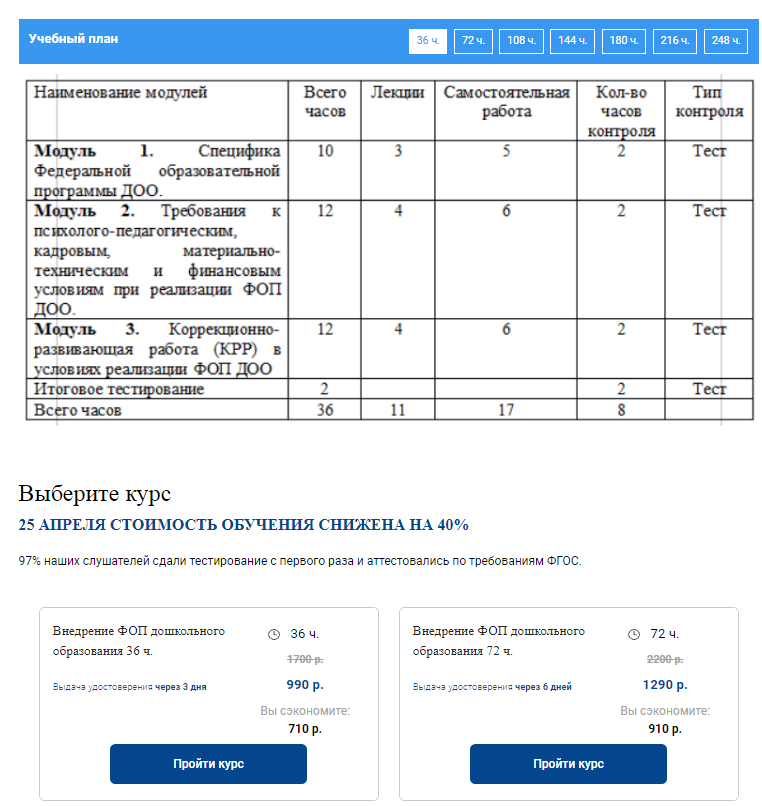 Учебный план
36 ч. 72 ч. 108 ч. 144 ч. 180 ч. 216 ч. 248 ч.
Наименование модулей Всего часов Лекции Самостоятельная работа Кол-во часов контроля Тип контроля
Модуль 1. Специфика 10 3 5 2 Тест
Федеральной образовательной
программы ДОО.
Модуль 2. Требования к 12 4 6 2 Тест
психолого-педагогическим,
кадровым, материально-
техническим и финансовым
условиям при реализации ФОП
ДОО.
Модуль 3. Коррекционно- 12 4 6 2 Тест
развивающая работа (КРР) в
условиях реализации ФОП ДОО
Итоговое тестирование 2 2 Тест
Всего часов 36 11 17 8
Выберите курс
25 АПРЕЛЯ СТОИМОСТЬ ОБУЧЕНИЯ СНИЖЕНА НА 40%
97% наших слушателей сдали тестирование с первого раза и аттестовались по требованиям ФГОС.
Внедрение ФОП дошкольного
образования 36 ч.
Выдача удостоверения через 3 дня
36 ч.
1700 р.
990 р.
Вы сэкономите:
710 р.
Пройти курс
Внедрение ФОП дошкольного
образования 72 ч.
Выдача удостоверения через 6 дней
72 ч.
2200 р.
1290 р.
Вы сэкономите:
910 р.
Пройти курс